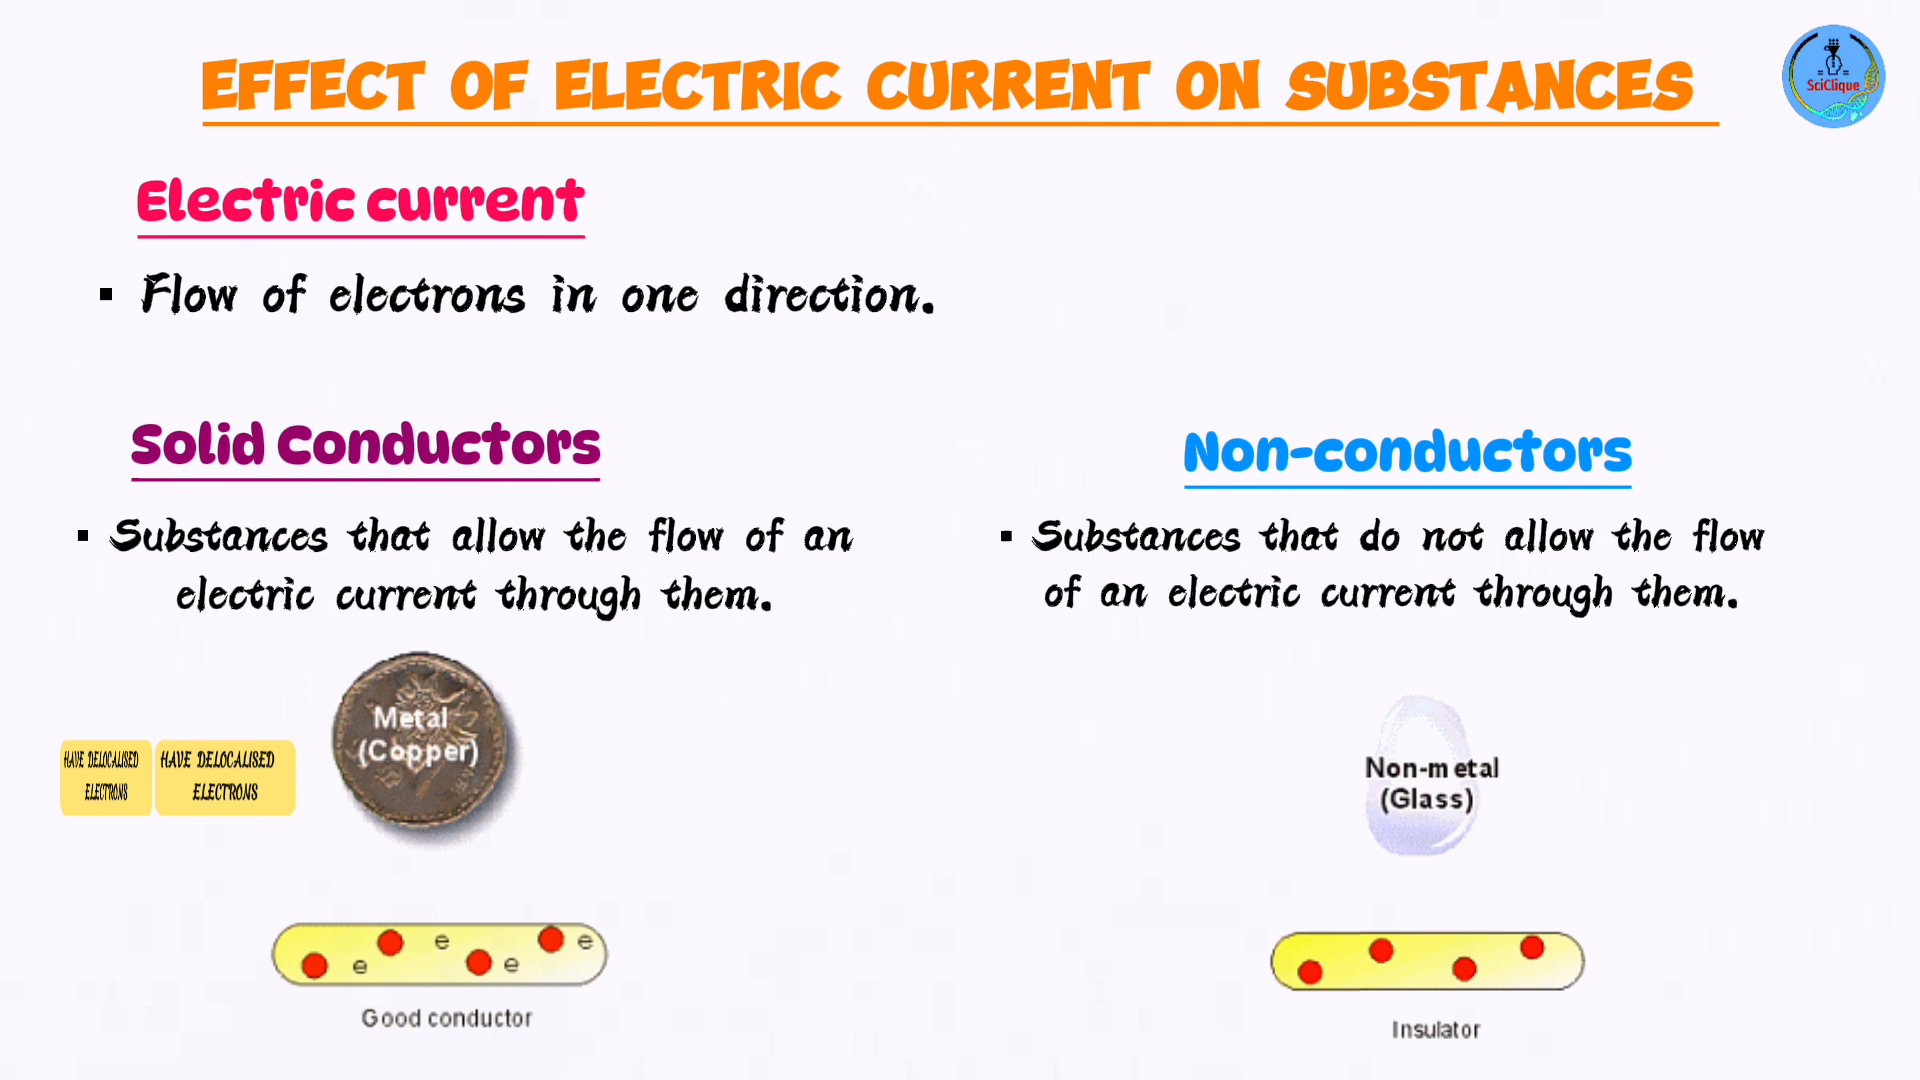 EFFECT OF ELECTRIC CURRENT ON SUBSTANCES
SciClique
Electric current
▪ Flow of electrons in one direction.
Solid Conductors
▪ Substances that allow the flow of an
electric current through them.
Non-conductors
▪ Substances that do not allow the flow
of an electric current through them.
HAVE DELOCALISED
ELECTRONS
HAVE DELOCALISED
ELECTRONS
Metal
(Copper)
Non-metal
(Glass)
e e e e
Good conductor
Insulator